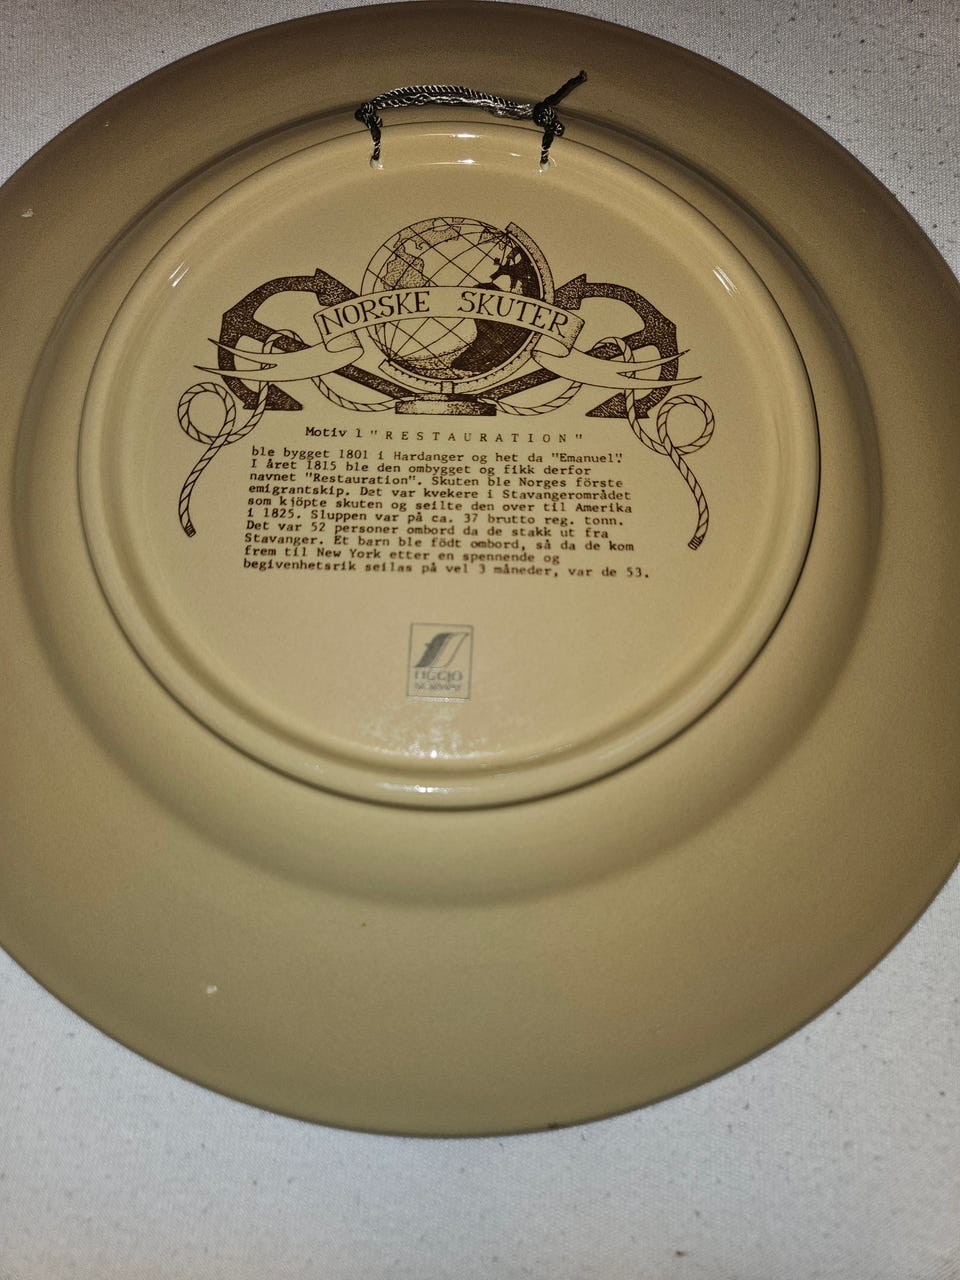 NORSKE SKUTER
Motiv 1 "RESTAURATION"
ble bygget 1801 i Hardanger og het da "Emanuel".
I året 1815 ble den ombygget og fikk derfor
navnet "Restauration". Skuten ble Norges förste
emigrantskip. Det var kvekere i Stavangerområdet
som kjöpte skuten og seilte den over til Amerika
i 1825. Sluppen var på ca. 37 brutto reg. tonn.
Det var 52 personer ombord da de stakk ut fra
Stavanger. Et barn ble födt ombord, så da de kom
frem til New York etter en spennende og
begivenhetsrik seilas på vel 3 måneder, var de 53.
FIGGJO
NORWAY